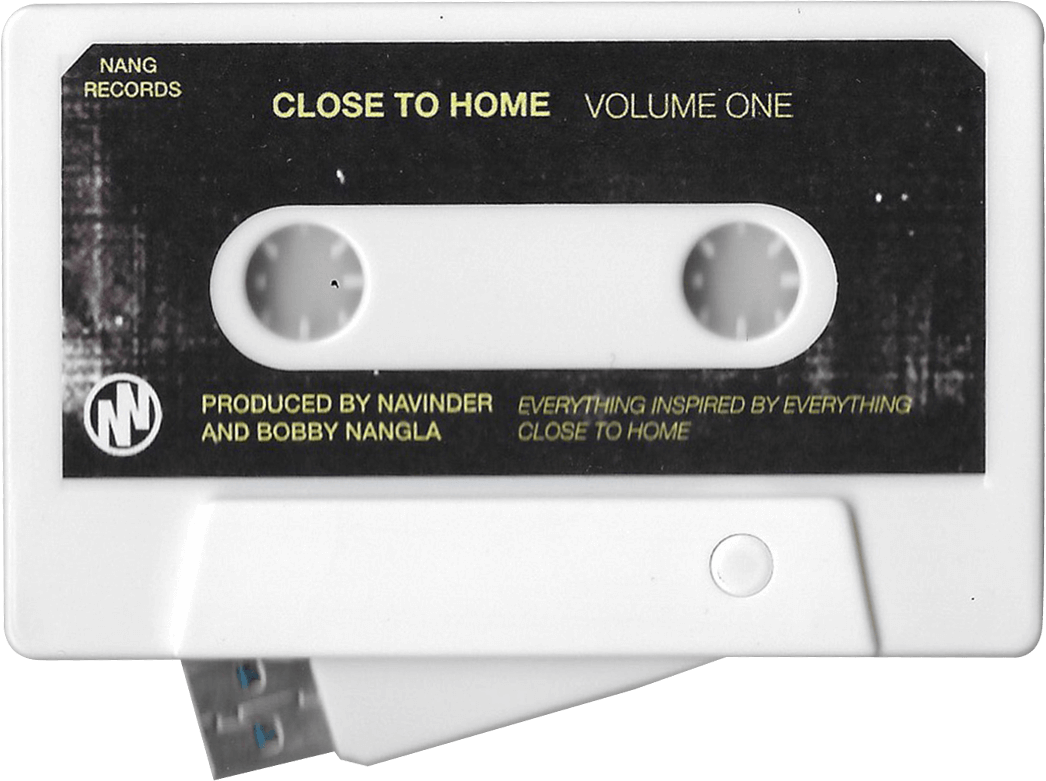 NANG
RECORDS
CLOSE TO HOME VOLUME ONE
PRODUCED BY NAVINDER
AND BOBBY NANGLA
EVERYTHING INSPIRED BY EVERYTHING
CLOSE TO HOME